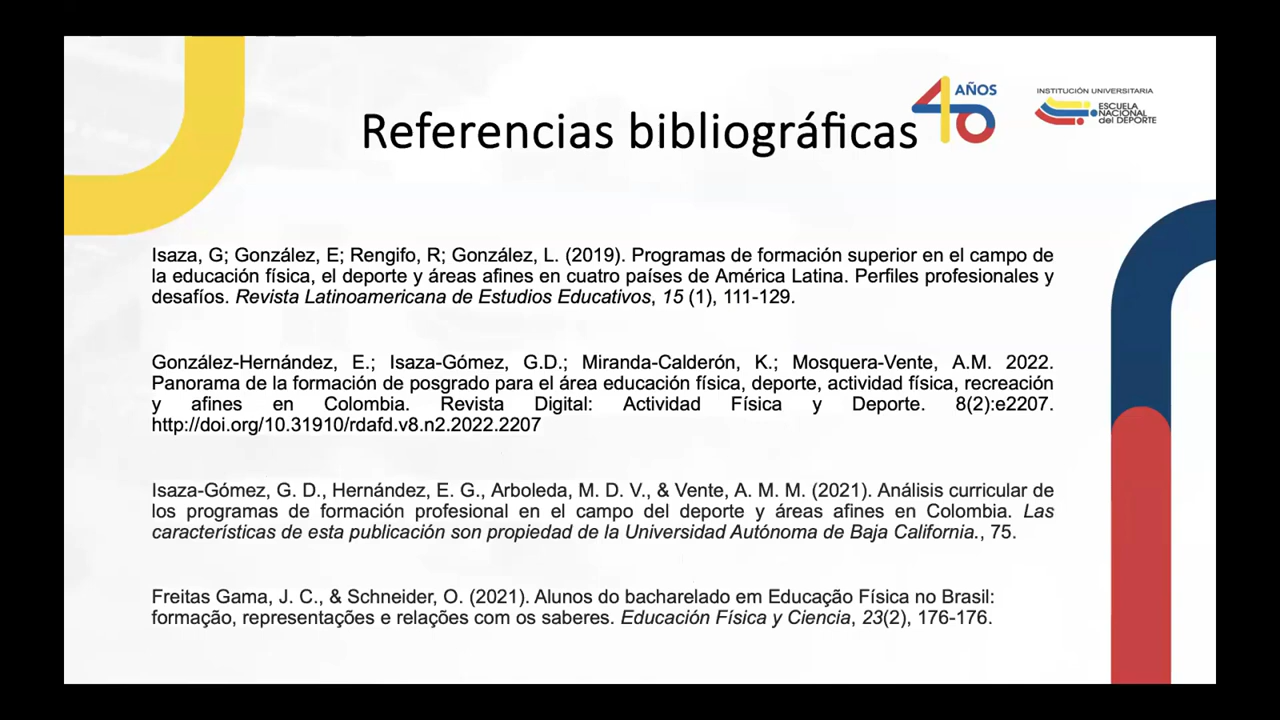 40 AÑOS
INSTITUCIÓN UNIVERSITARIA
ESCUELA
NACIONAL
del DEPORTE
Referencias bibliográficas
Isaza, G; González, E; Rengifo, R; González, L. (2019). Programas de formación superior en el campo de
la educación física, el deporte y áreas afines en cuatro países de América Latina. Perfiles profesionales y
desafíos. Revista Latinoamericana de Estudios Educativos, 15 (1), 111-129.
González-Hernández, E.; Isaza-Gómez, G.D.; Miranda-Calderón, K.; Mosquera-Vente, A.M. 2022.
Panorama de la formación de posgrado para el área educación física, deporte, actividad física, recreación
y afines en Colombia. Revista Digital: Actividad Física y Deporte. 8(2):e2207.
http://doi.org/10.31910/rdafd.v8.n2.2022.2207
Isaza-Gómez, G. D., Hernández, E. G., Arboleda, M. D. V., & Vente, A. M. M. (2021). Análisis curricular de
los programas de formación profesional en el campo del deporte y áreas afines en Colombia. Las
características de esta publicación son propiedad de la Universidad Autónoma de Baja California., 75.
Freitas Gama, J. C., & Schneider, O. (2021). Alunos do bacharelado em Educação Física no Brasil:
formação, representações e relações com os saberes. Educación Física y Ciencia, 23(2), 176-176.